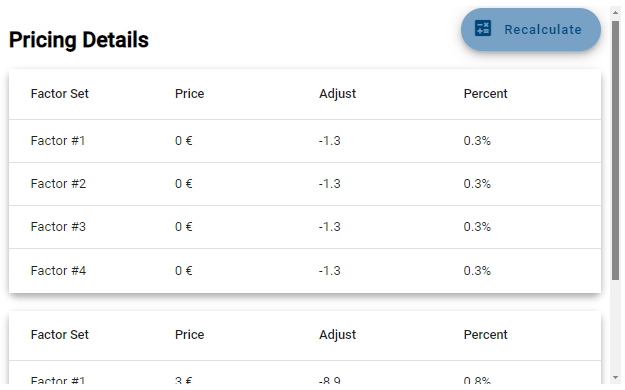 Recalculate
Pricing Details
Factor Set Price Adjust Percent
Factor #1 0 € -1.3 0.3%
Factor #2 0 € -1.3 0.3%
Factor #3 0 € -1.3 0.3%
Factor #4 0 € -1.3 0.3%
Factor Set Price Adjust Percent
Factor #1 3 € -8.9 0.8%